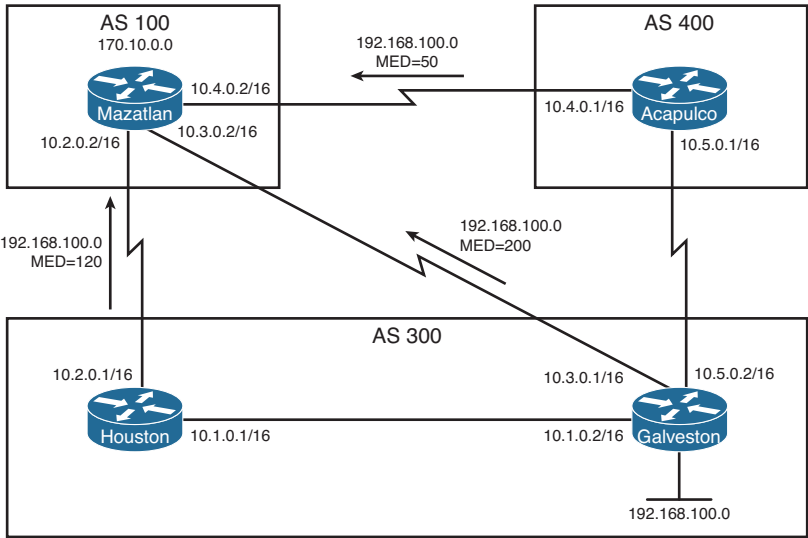 AS 100
170.10.0.0
Mazatlan
10.4.0.2/16
10.3.0.2/16
10.2.0.2/16
192.168.100.0
MED=50
AS 400
10.4.0.1/16
Acapulco
10.5.0.1/16
192.168.100.0
MED=120
192.168.100.0
MED=200
AS 300
10.2.0.1/16
Houston
10.1.0.1/16
10.3.0.1/16
10.5.0.2/16
10.1.0.2/16
Galveston
192.168.100.0